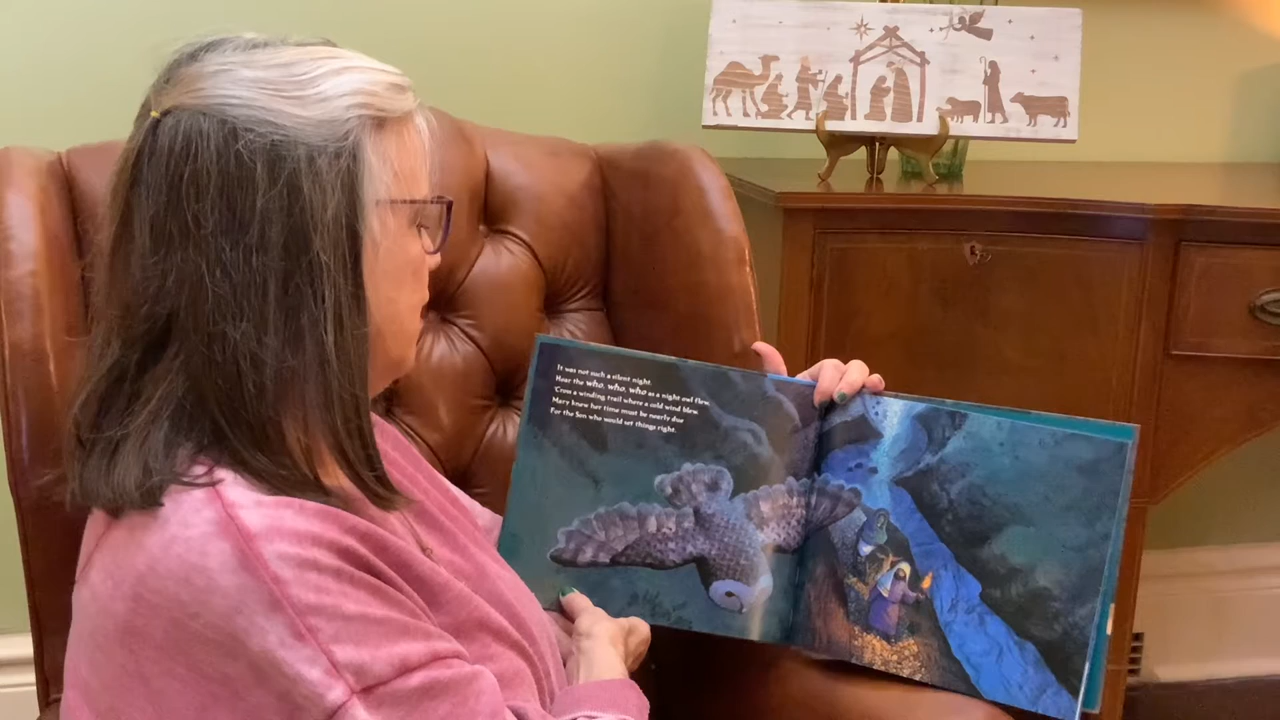 It was not such a silent night.
Hear the who, who, who as a night owl flew
'Cross a winding trail where a cold wind blew.
Mary knew her time must be nearly due
For the Son who would set things right.